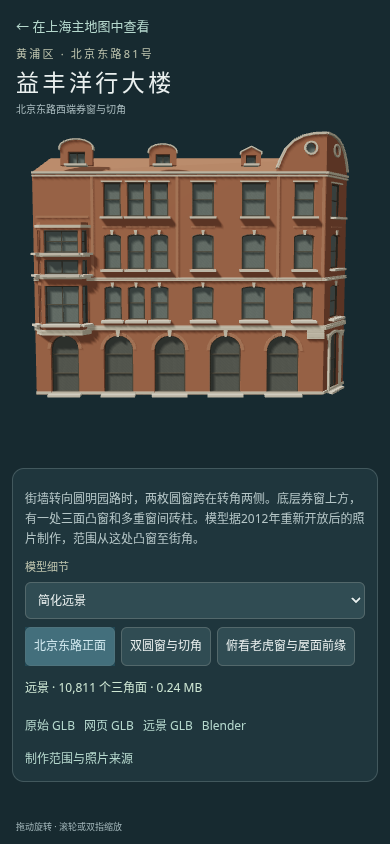 ← 在上海主地图中查看
黄浦区 · 北京东路81号
益丰洋行大楼
北京东路西端券窗与切角
街墙转向圆明园路时，两枚圆窗跨在转角两侧。底层券窗上方，
有一处三面凸窗和多重窗间砖柱。模型据2012年重新开放后的照
片制作，范围从这处凸窗至街角。
模型细节
简化远景
北京东路正面
双圆窗与切角
俯看老虎窗与屋面前缘
远景 · 10,811 个三角面 · 0.24 MB
原始 GLB 网页 GLB 远景 GLB Blender
制作范围与照片来源
拖动旋转 · 滚轮或双指缩放